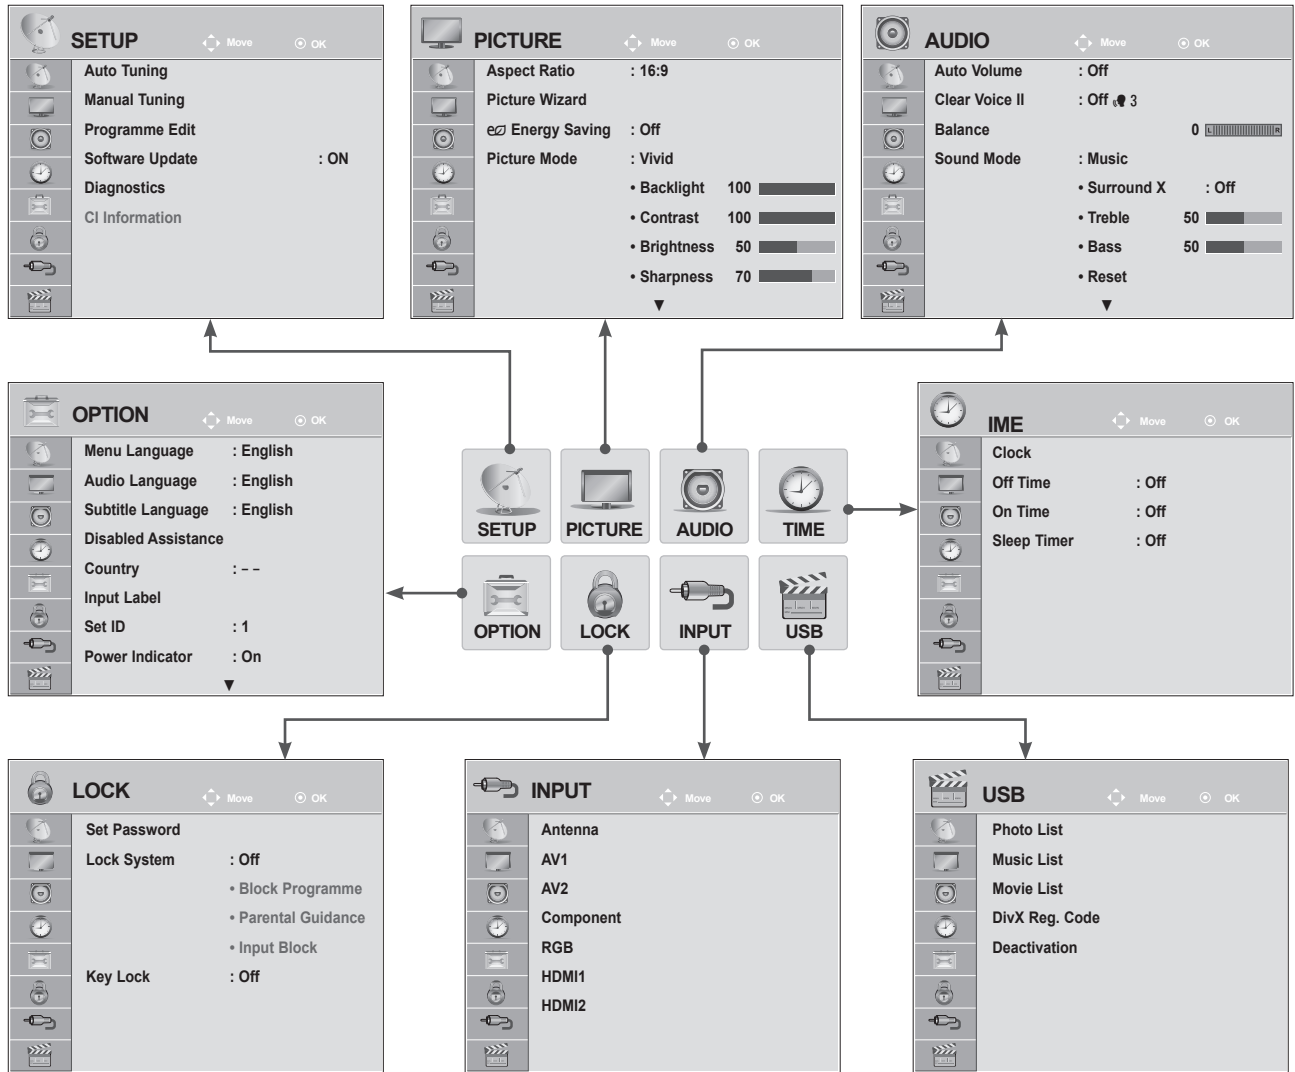 SETUP Move OK
Auto Tuning
Manual Tuning
Programme Edit
Software Update : ON
Diagnostics
CI Information
PICTURE Move OK
Aspect Ratio : 16:9
Picture Wizard
Energy Saving : Off
Picture Mode : Vivid
• Backlight 100
• Contrast 100
• Brightness 50
• Sharpness 70
▼
AUDIO Move OK
Auto Volume : Off
Clear Voice II : Off 3
Balance 0 L R
Sound Mode : Music
• Surround X : Off
• Treble 50
• Bass 50
• Reset
▼
OPTION Move OK
Menu Language : English
Audio Language : English
Subtitle Language : English
Disabled Assistance
Country : – –
Input Label
Set ID : 1
Power Indicator : On
▼
SETUP PICTURE AUDIO TIME
OPTION LOCK INPUT USB
IME Move OK
Clock
Off Time : Off
On Time : Off
Sleep Timer : Off
LOCK Move OK
Set Password
Lock System : Off
• Block Programme
• Parental Guidance
• Input Block
Key Lock : Off
INPUT Move OK
Antenna
AV1
AV2
Component
RGB
HDMI1
HDMI2
USB Move OK
Photo List
Music List
Movie List
DivX Reg. Code
Deactivation